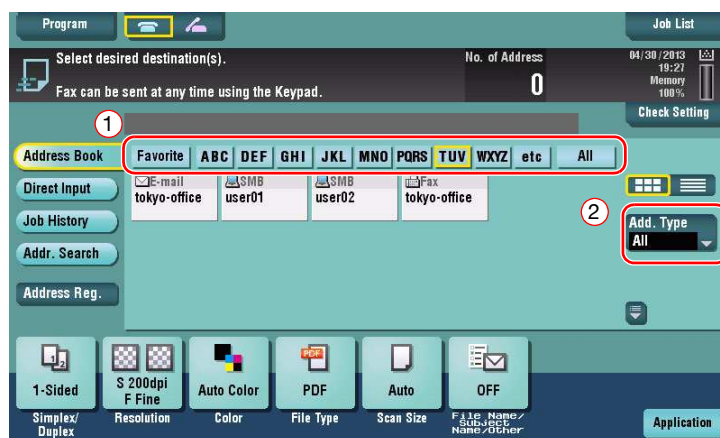 Program
Job List
Select desired destination(s).
Fax can be sent at any time using the Keypad.
No. of Address
0
04/30/2013
19:27
Memory
100%
Check Setting
1
Address Book
Favorite ABC DEF GHI JKL MNO PQRS TUV WXYZ etc All
Direct Input
Job History
Addr. Search
Address Reg.
E-mail
tokyo-office
SMB
user01
SMB
user02
Fax
tokyo-office
2
Add. Type
All
1 2
1-Sided
Simplex/
Duplex
S 200dpi
F Fine
Resolution
Auto Color
Color
PDF
PDF
File Type
Auto
Scan Size
OFF
File Name/
Subject
Name/Other
Application